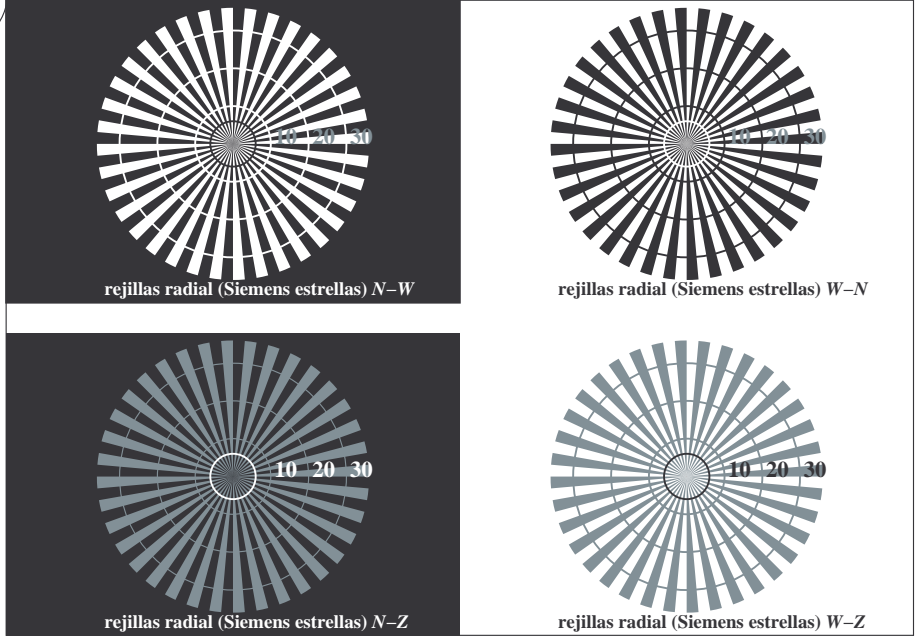 10 20 30
rejillas radial (Siemens estrellas) N–W
10 20 30
rejillas radial (Siemens estrellas) W–N
10 20 30
rejillas radial (Siemens estrellas) N–Z
10 20 30
rejillas radial (Siemens estrellas) W–Z